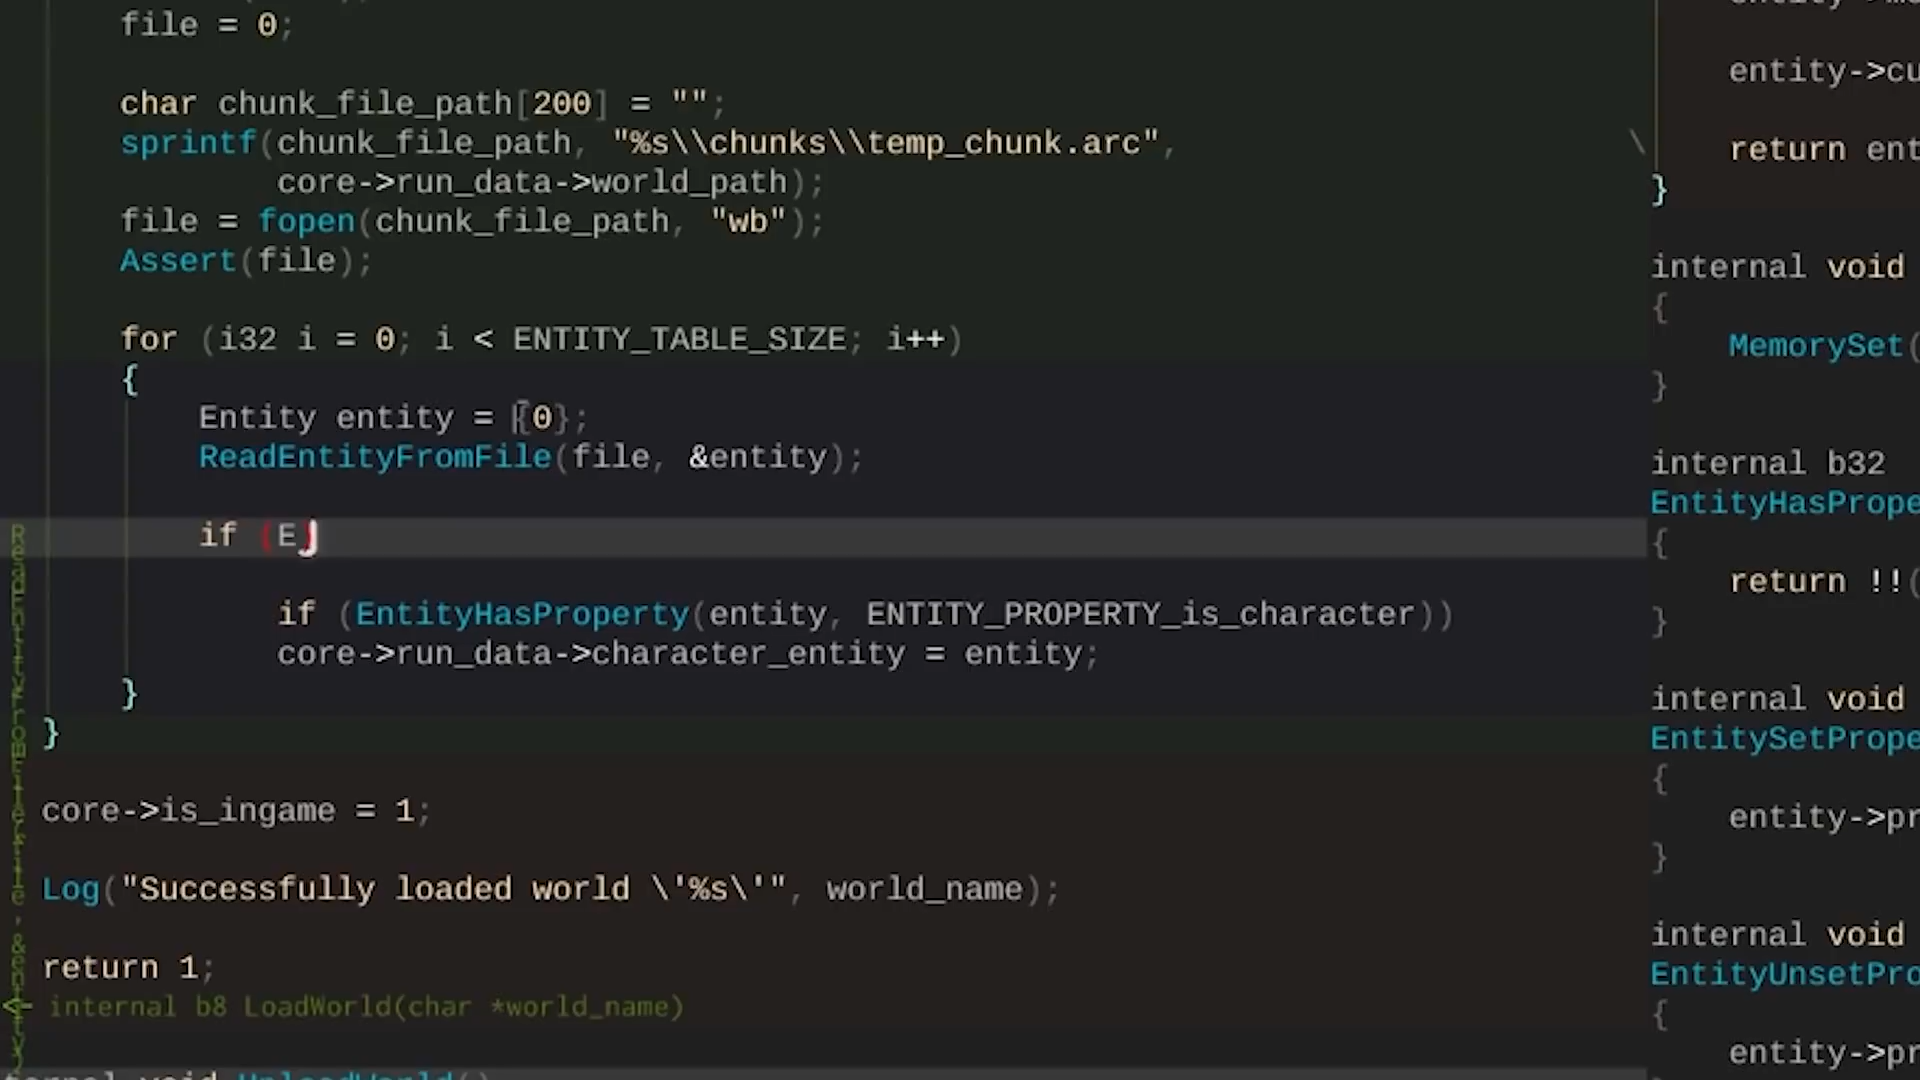 file = 0;
char chunk_file_path[200] = "";
sprintf(chunk_file_path, "%s\\chunks\\temp_chunk.arc", \
core->run_data->world_path);
file = fopen(chunk_file_path, "wb");
Assert(file);
for (i32 i = 0; i < ENTITY_TABLE_SIZE; i++)
{
Entity entity = {0};
ReadEntityFromFile(file, &entity);
if (E)
if (EntityHasProperty(entity, ENTITY_PROPERTY_is_character))
core->run_data->character_entity = entity;
}
}
core->is_ingame = 1;
Log("Successfully loaded world \'%s\'", world_name);
return 1;
<- internal b8 LoadWorld(char *world_name)
entity->cu
return ent
}
internal void
{
MemorySet(
}
internal b32
EntityHasPrope
{
return !!(
}
internal void
EntitySetPrope
{
entity->pr
}
internal void
EntityUnsetPro
{
entity->pr